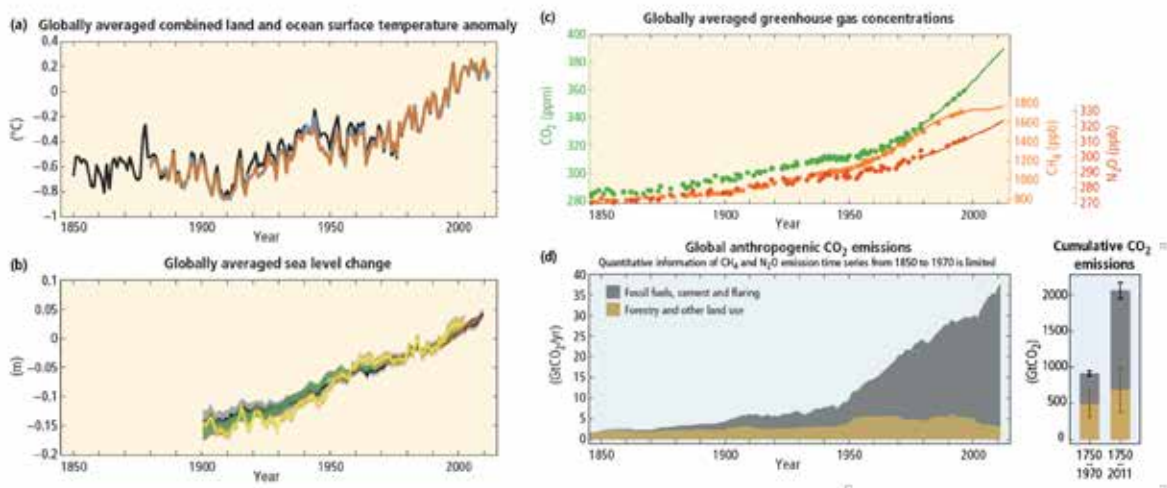 (a) Globally averaged combined land and ocean surface temperature anomaly
0.4
0.2
0
−0.2
−0.4
−0.6
−0.8
−1
(°C)
1850 1900 1950 2000
Year
(b) Globally averaged sea level change
0.1
0.05
0
−0.05
−0.1
−0.15
−0.2
(m)
1850 1900 1950 2000
Year
(c) Globally averaged greenhouse gas concentrations
400
380
360
340
320
300
280
CO₂ (ppm)
1800
1600
1400
1200
1000
800
CH₄ (ppb)
330
320
310
300
290
280
270
N₂O (ppb)
1850 1900 1950 2000
Year
(d) Global anthropogenic CO₂ emissions
Quantitative information of CH₄ and N₂O emission time series from 1850 to 1970 is limited
40
35
30
25
20
15
10
5
0
(GtCO₂/yr)
Fossil fuels, cement and flaring
Forestry and other land use
1850 1900 1950 2000
Year
Cumulative CO₂
emissions
2000
1500
1000
500
0
(GtCO₂)
1750 1750
– –
1970 2011